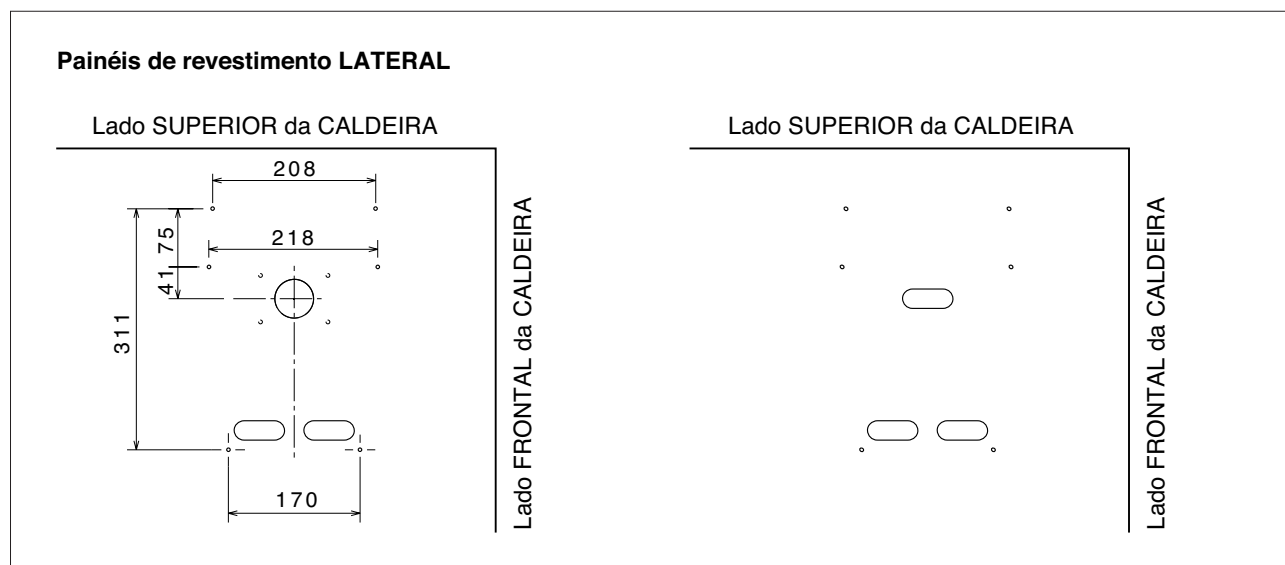 Painéis de revestimento LATERAL
Lado SUPERIOR da CALDEIRA
208
75
218
41
311
170
Lado FRONTAL da CALDEIRA
Lado SUPERIOR da CALDEIRA
Lado FRONTAL da CALDEIRA